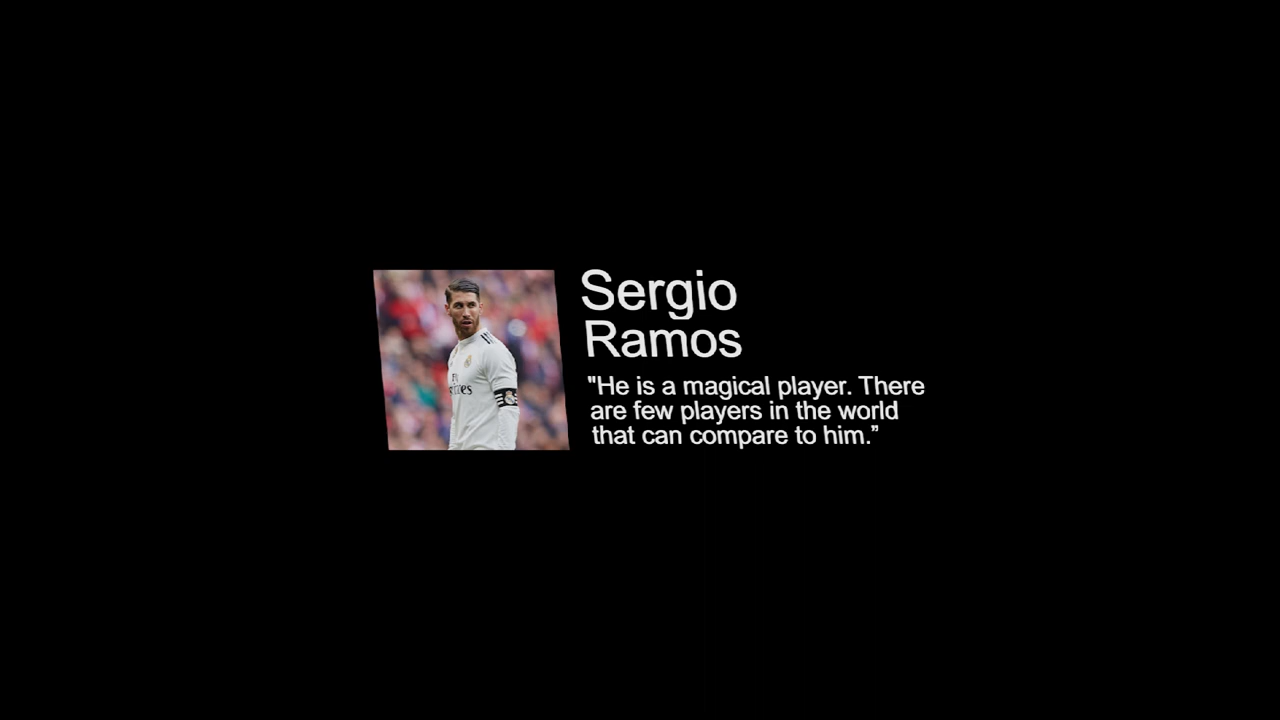 Sergio
Ramos
"He is a magical player. There
are few players in the world
that can compare to him.”